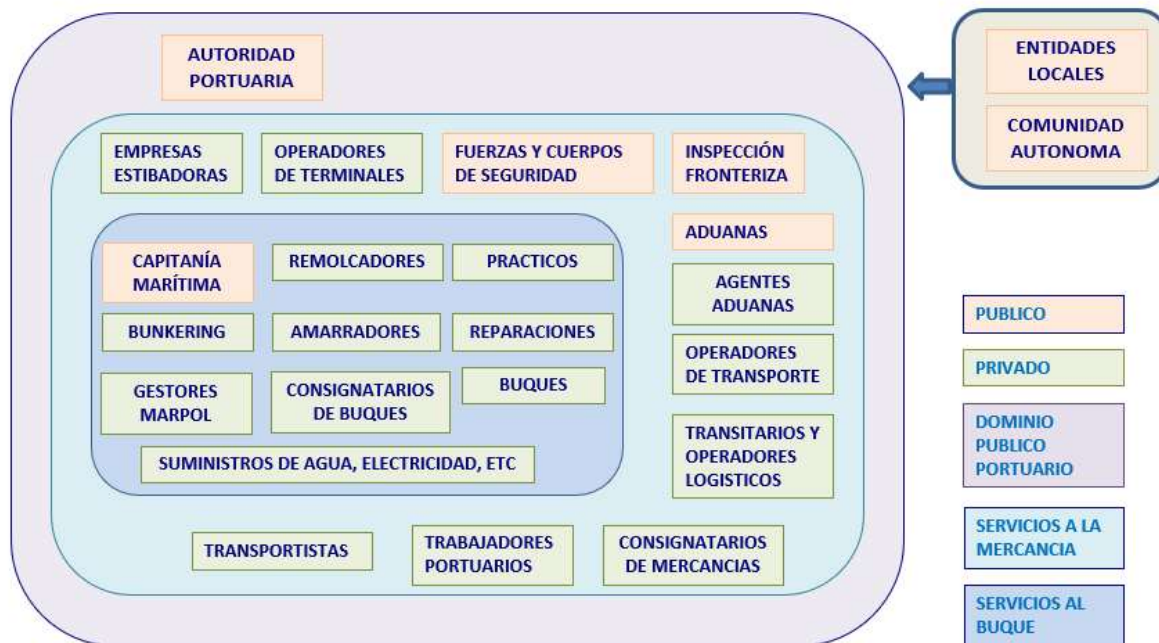 AUTORIDAD
PORTUARIA
ENTIDADES
LOCALES
COMUNIDAD
AUTONOMA
EMPRESAS
ESTIBADORAS
OPERADORES
DE TERMINALES
FUERZAS Y CUERPOS
DE SEGURIDAD
INSPECCIÓN
FRONTERIZA
CAPITANÍA
MARÍTIMA
REMOLCADORES
PRACTICOS
ADUANAS
AGENTES
ADUANAS
BUNKERING
AMARRADORES
REPARACIONES
OPERADORES
DE TRANSPORTE
GESTORES
MARPOL
CONSIGNATARIOS
DE BUQUES
BUQUES
TRANSITARIOS Y
OPERADORES
LOGISTICOS
SUMINISTROS DE AGUA, ELECTRICIDAD, ETC
TRANSPORTISTAS
TRABAJADORES
PORTUARIOS
CONSIGNATARIOS
DE MERCANCIAS
PUBLICO
PRIVADO
DOMINIO
PUBLICO
PORTUARIO
SERVICIOS A LA
MERCANCIA
SERVICIOS AL
BUQUE